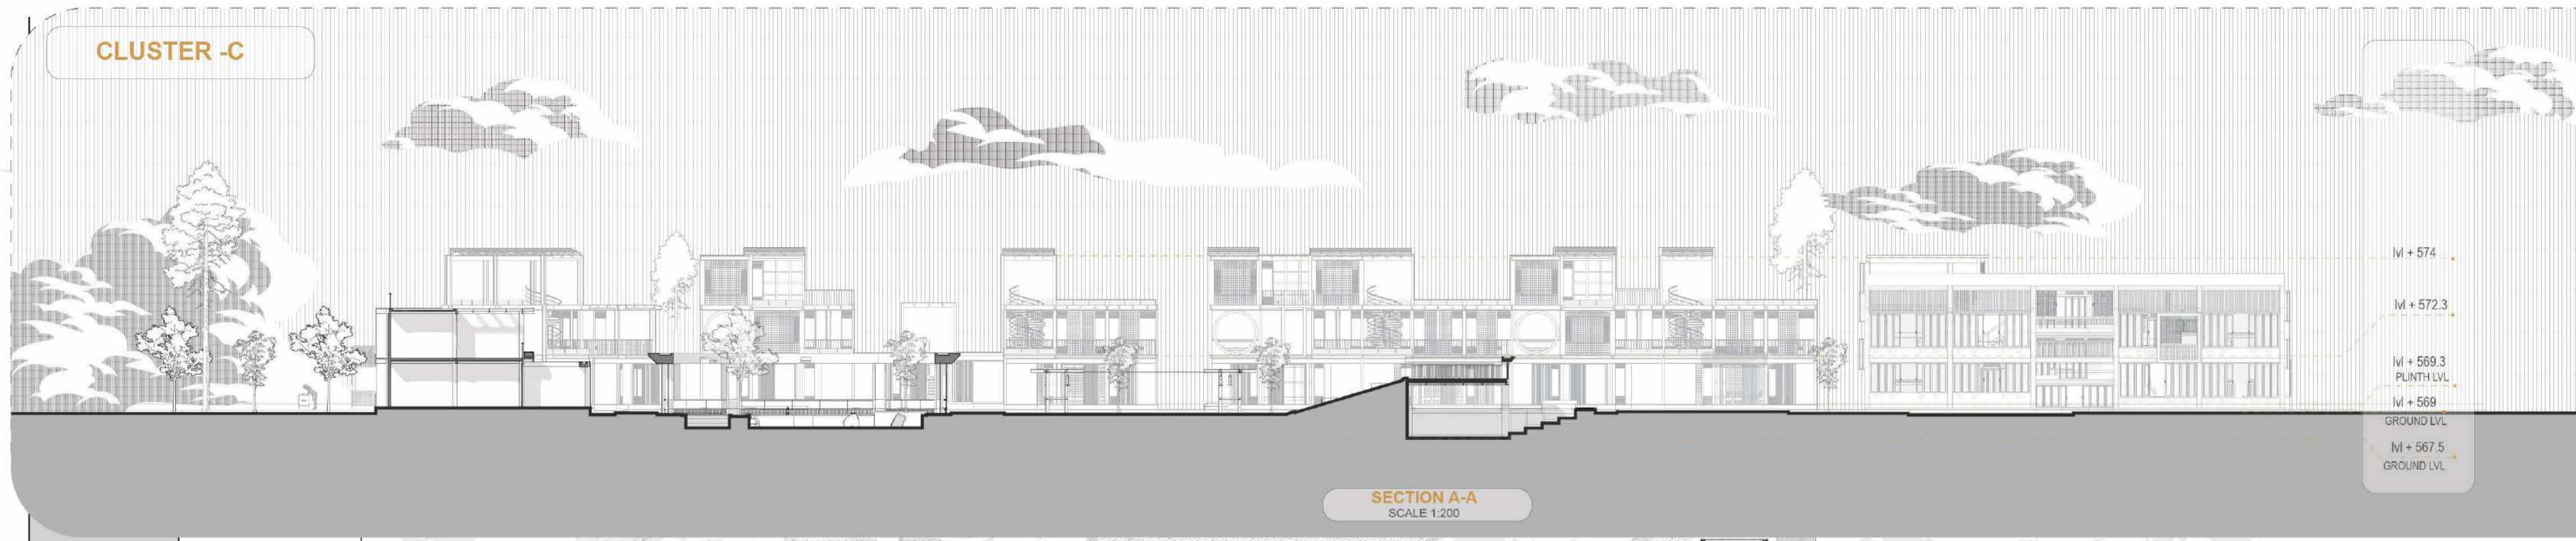 CLUSTER -C
lvl + 574
lvl + 572.3
lvl + 569.3
PLINTH LVL
lvl + 569
GROUND LVL
lvl + 567.5
GROUND LVL
SECTION A-A
SCALE 1:200